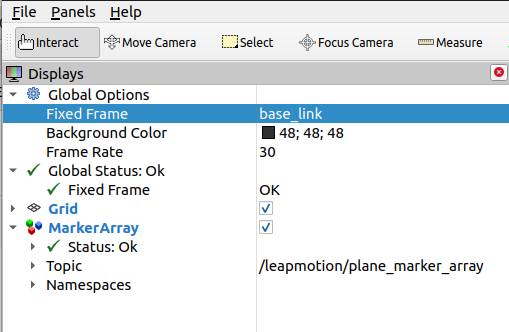 File Panels Help
Interact Move Camera Select Focus Camera Measure
Displays
Global Options
Fixed Frame base_link
Background Color 48; 48; 48
Frame Rate 30
Global Status: Ok
Fixed Frame OK
Grid
MarkerArray
Status: Ok
Topic /leapmotion/plane_marker_array
Namespaces